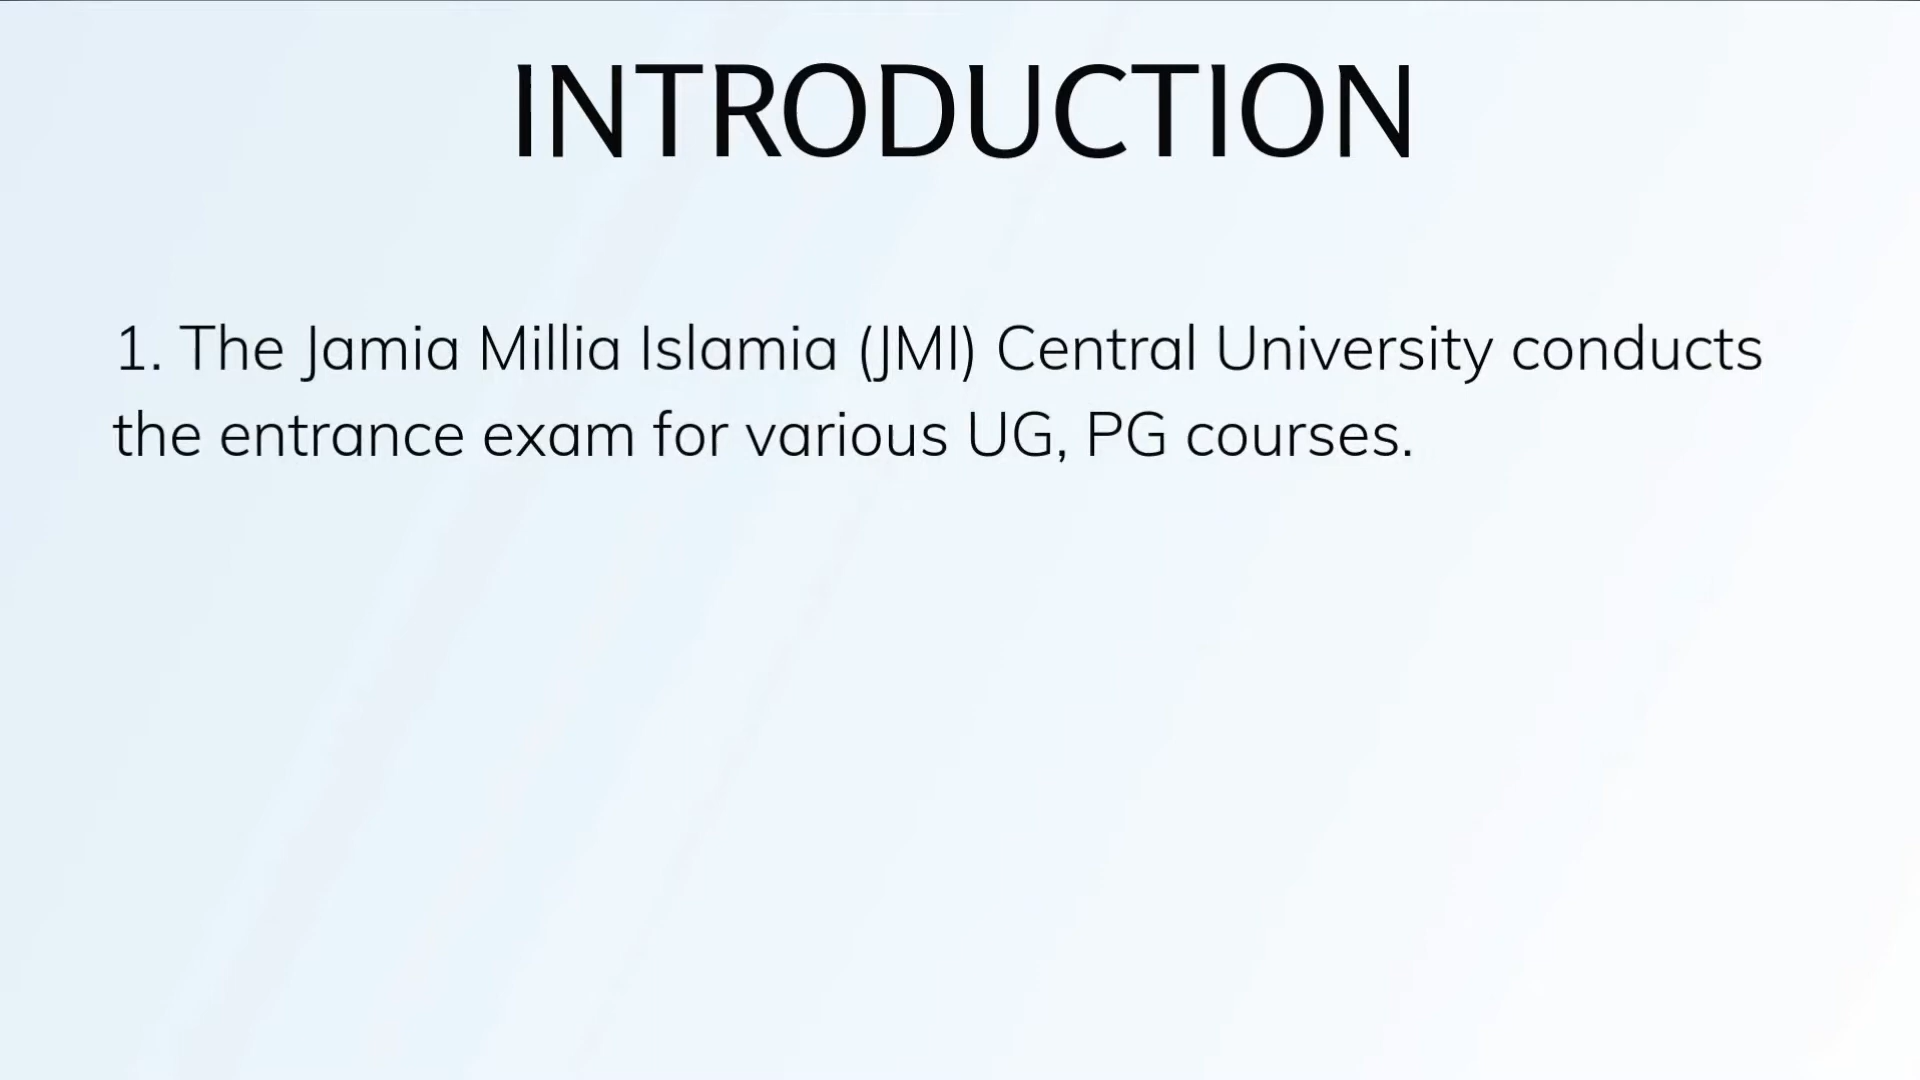 INTRODUCTION
1. The Jamia Millia Islamia (JMI) Central University conducts
the entrance exam for various UG, PG courses.